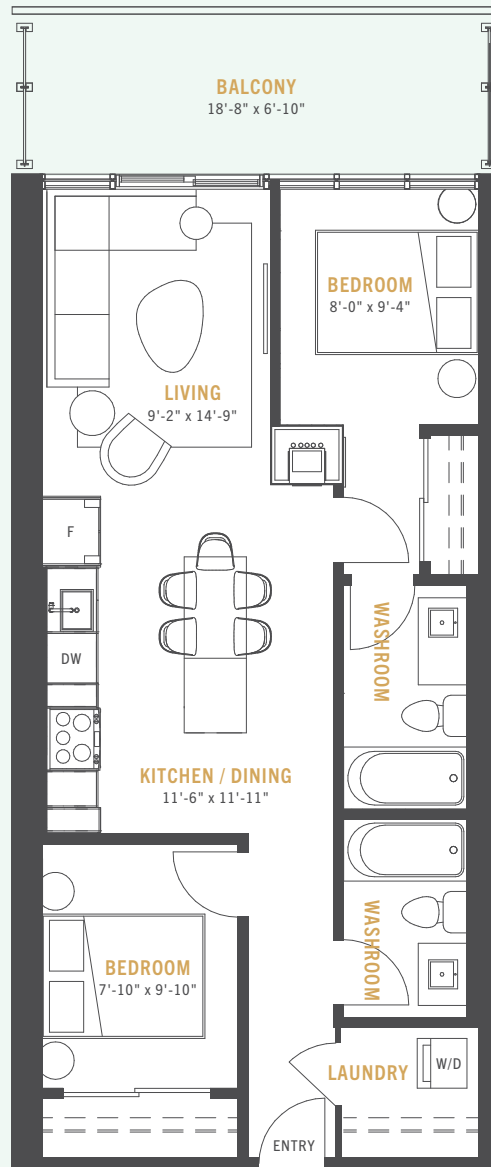 BALCONY
18'-8" x 6'-10"
BEDROOM
8'-0" x 9'-4"
LIVING
9'-2" x 14'-9"
F
DW
WASHROOM
KITCHEN / DINING
11'-6" x 11'-11"
WASHROOM
BEDROOM
7'-10" x 9'-10"
LAUNDRY
W/D
ENTRY